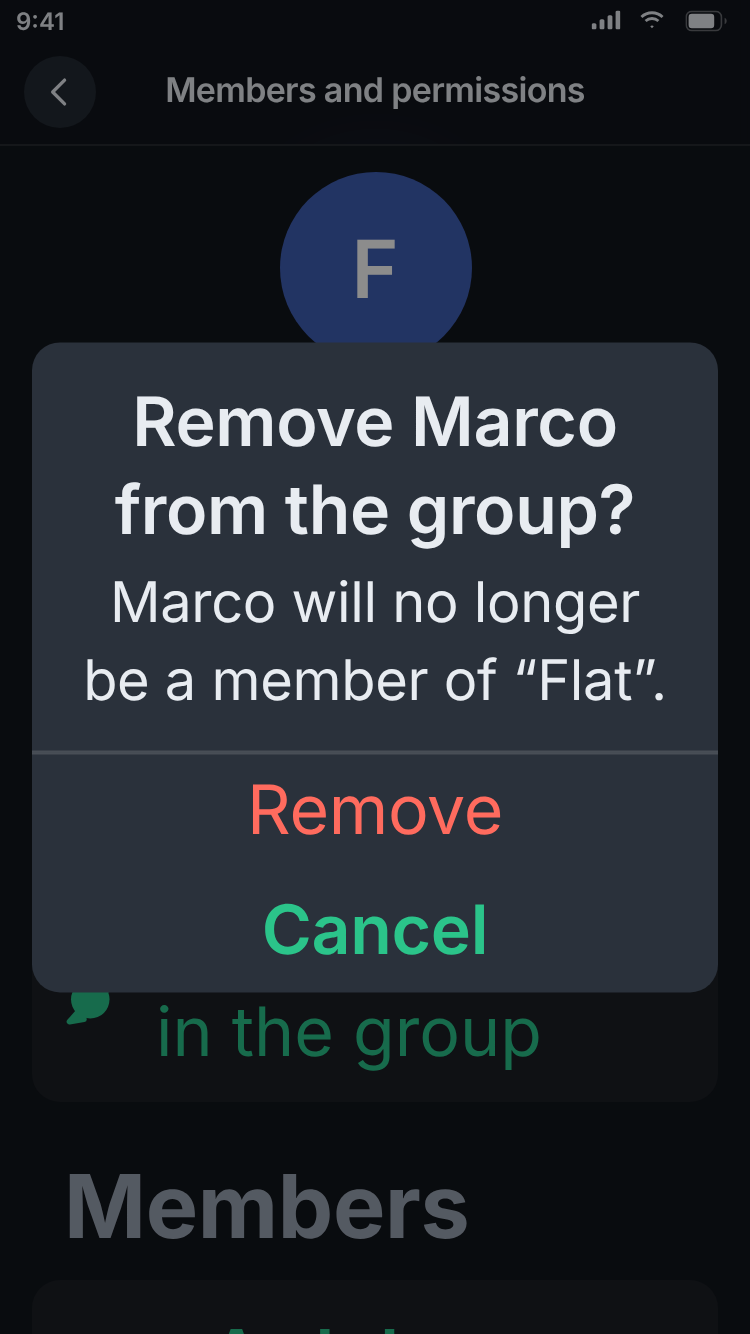 9:41
Members and permissions
F
Remove Marco
from the group?
Marco will no longer
be a member of “Flat”.
Remove
Cancel
in the group
Members